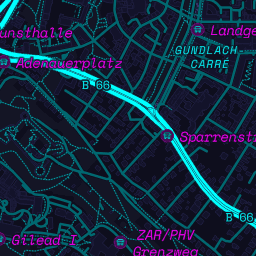 Landge
unsthalle
GUNDLACH-
CARRÉ
Adenauerplatz
B 66
Sparrenst
B 66
ZAR/PHV
Gilead I
Grenzweg